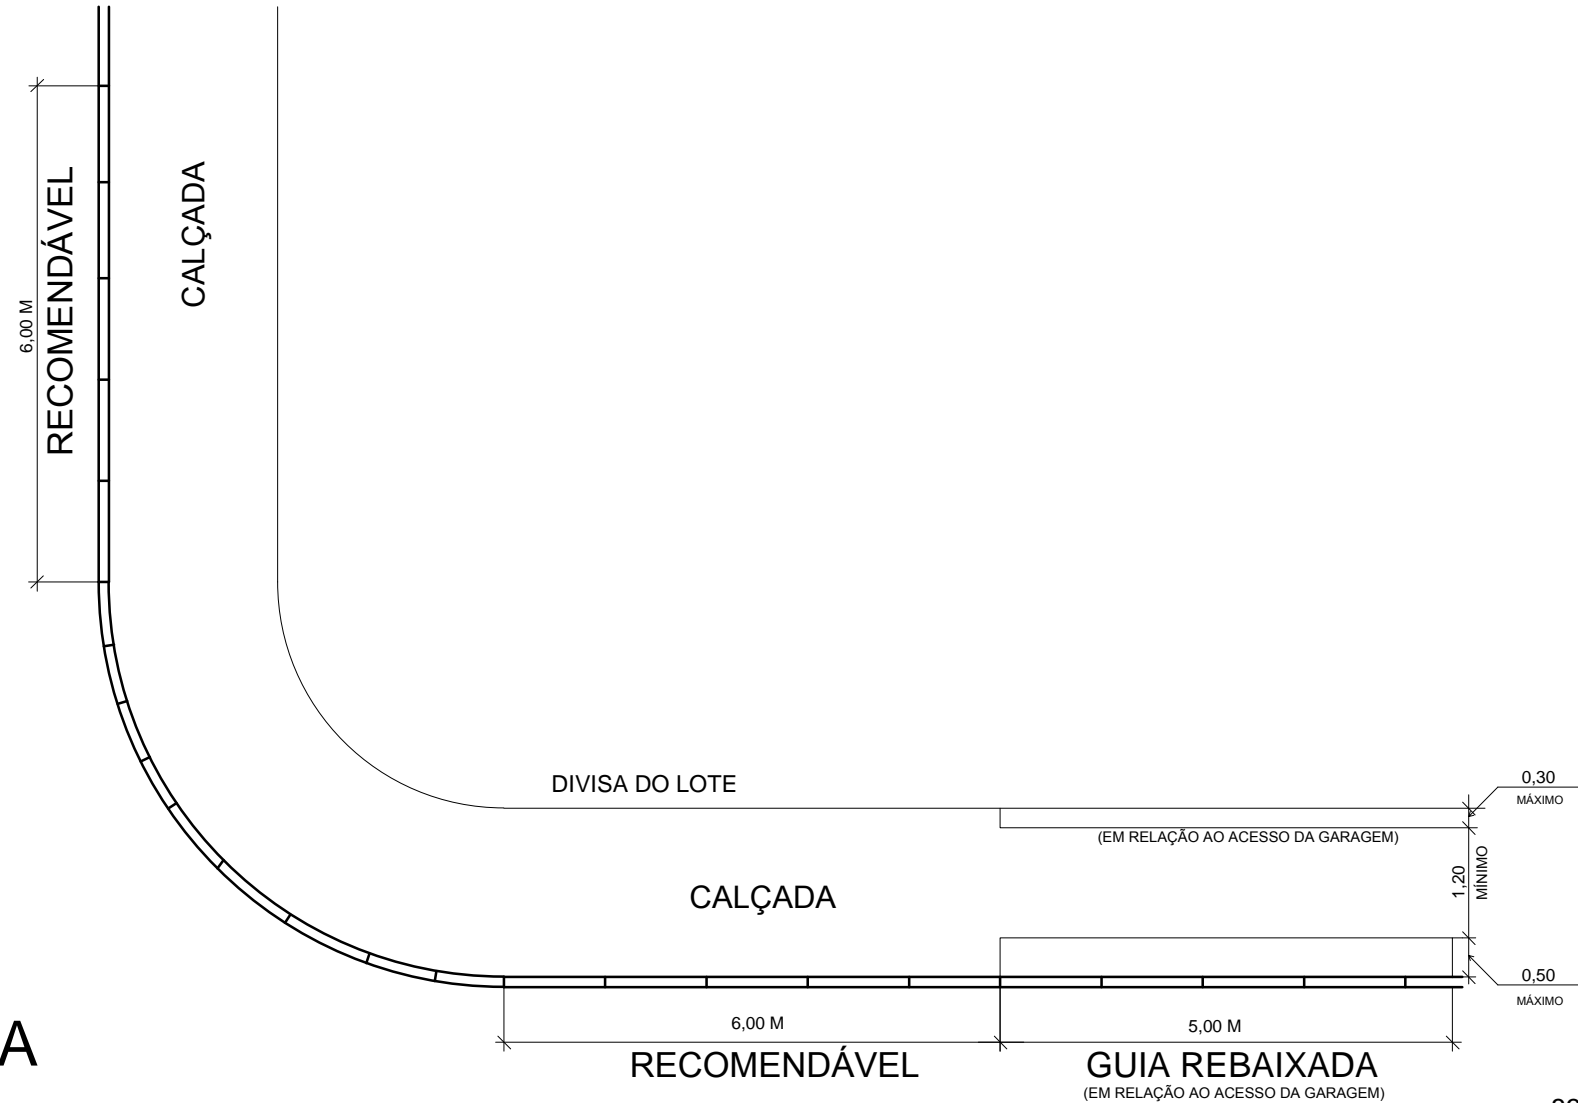 6,00 M
RECOMENDÁVEL
CALÇADA
DIVISA DO LOTE
0,30
MÁXIMO
(EM RELAÇÃO AO ACESSO DA GARAGEM)
1,20
MÍNIMO
CALÇADA
0,50
MÁXIMO
6,00 M
5,00 M
RECOMENDÁVEL
GUIA REBAIXADA
(EM RELAÇÃO AO ACESSO DA GARAGEM)
A